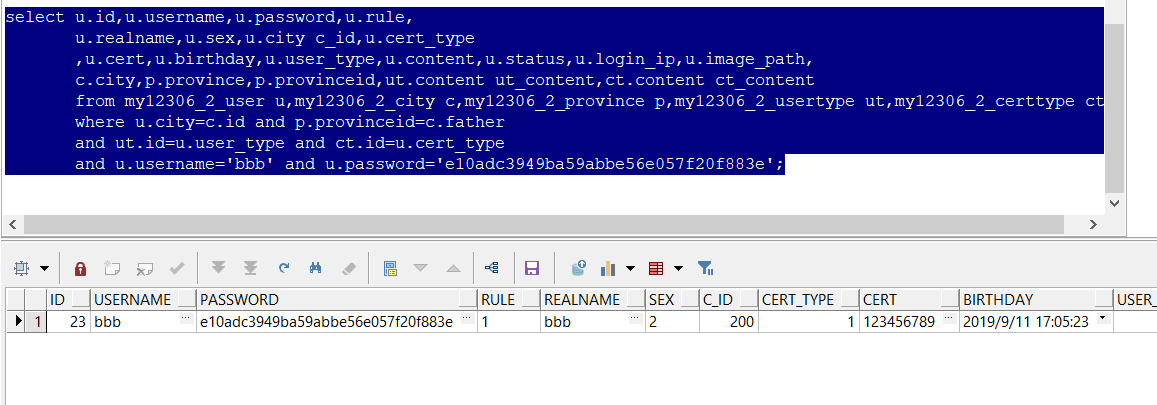 select u.id,u.username,u.password,u.rule,
u.realname,u.sex,u.city c_id,u.cert_type
,u.cert,u.birthday,u.user_type,u.content,u.status,u.login_ip,u.image_path,
c.city,p.province,p.provinceid,ut.content ut_content,ct.content ct_content
from my12306_2_user u,my12306_2_city c,my12306_2_province p,my12306_2_usertype ut,my12306_2_certtype ct
where u.city=c.id and p.provinceid=c.father
and ut.id=u.user_type and ct.id=u.cert_type
and u.username='bbb' and u.password='e10adc3949ba59abbe56e057f20f883e';
ID USERNAME PASSWORD RULE REALNAME SEX C_ID CERT_TYPE CERT BIRTHDAY USER_
1 23 bbb e10adc3949ba59abbe56e057f20f883e 1 bbb 2 200 1 123456789 2019/9/11 17:05:23